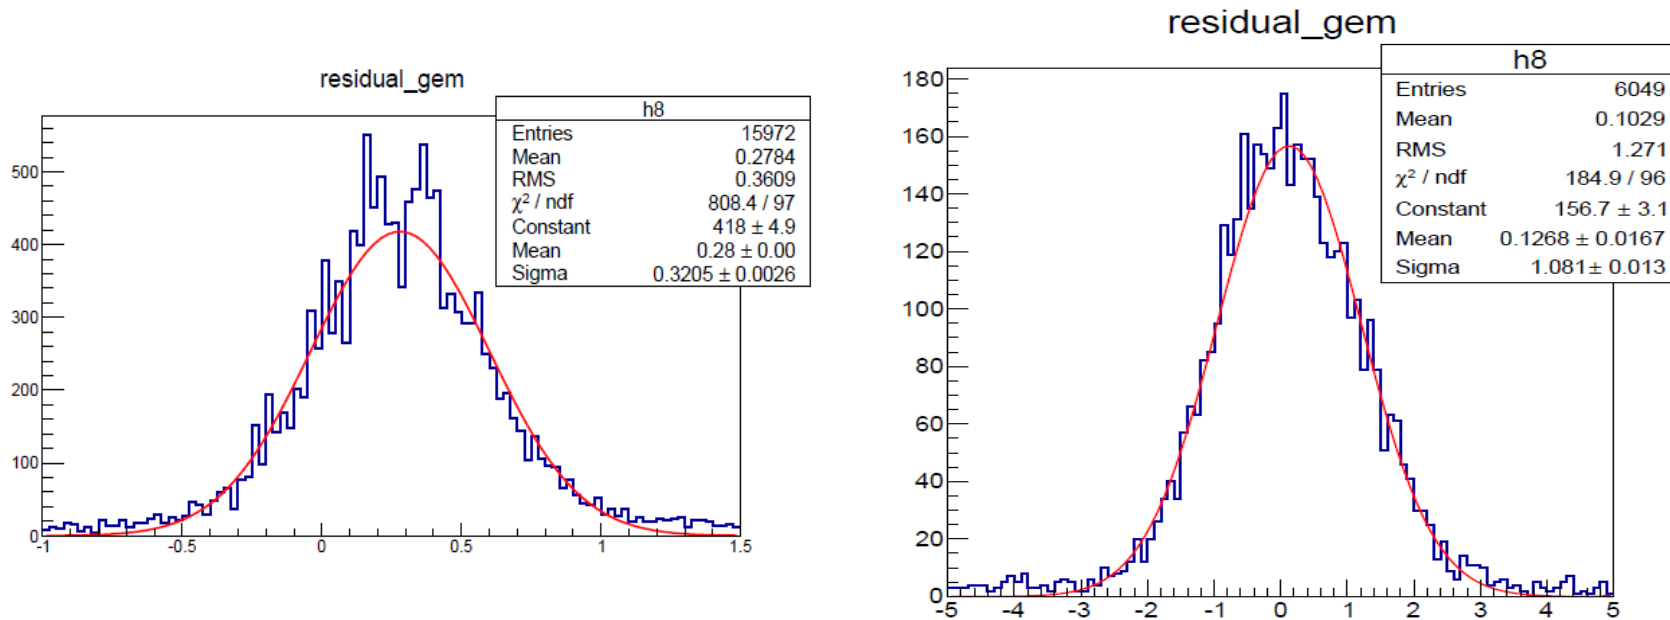 residual_gem
h8
Entries 15972
Mean 0.2784
RMS 0.3609
χ² / ndf 808.4 / 97
Constant 418 ± 4.9
Mean 0.28 ± 0.00
Sigma 0.3205 ± 0.0026
500
400
300
200
100
0
-1 -0.5 0 0.5 1 1.5
residual_gem
h8
Entries 6049
Mean 0.1029
RMS 1.271
χ² / ndf 184.9 / 96
Constant 156.7 ± 3.1
Mean 0.1268 ± 0.0167
Sigma 1.081± 0.013
180
160
140
120
100
80
60
40
20
0
-5 -4 -3 -2 -1 0 1 2 3 4 5